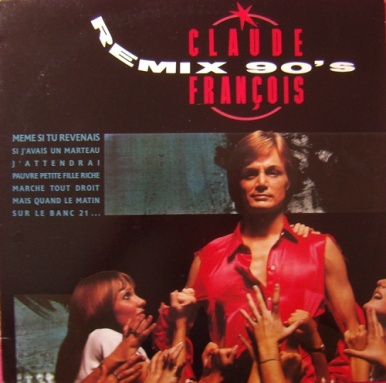 CLAUDE
REMIX 90'S
FRANÇOIS
MEME SI TU REVENAIS
SI J'AVAIS UN MARTEAU
J'ATTENDRAI
PAUVRE PETITE FILLE RICHE
MARCHE TOUT DROIT
MAIS QUAND LE MATIN
SUR LE BANC 21...